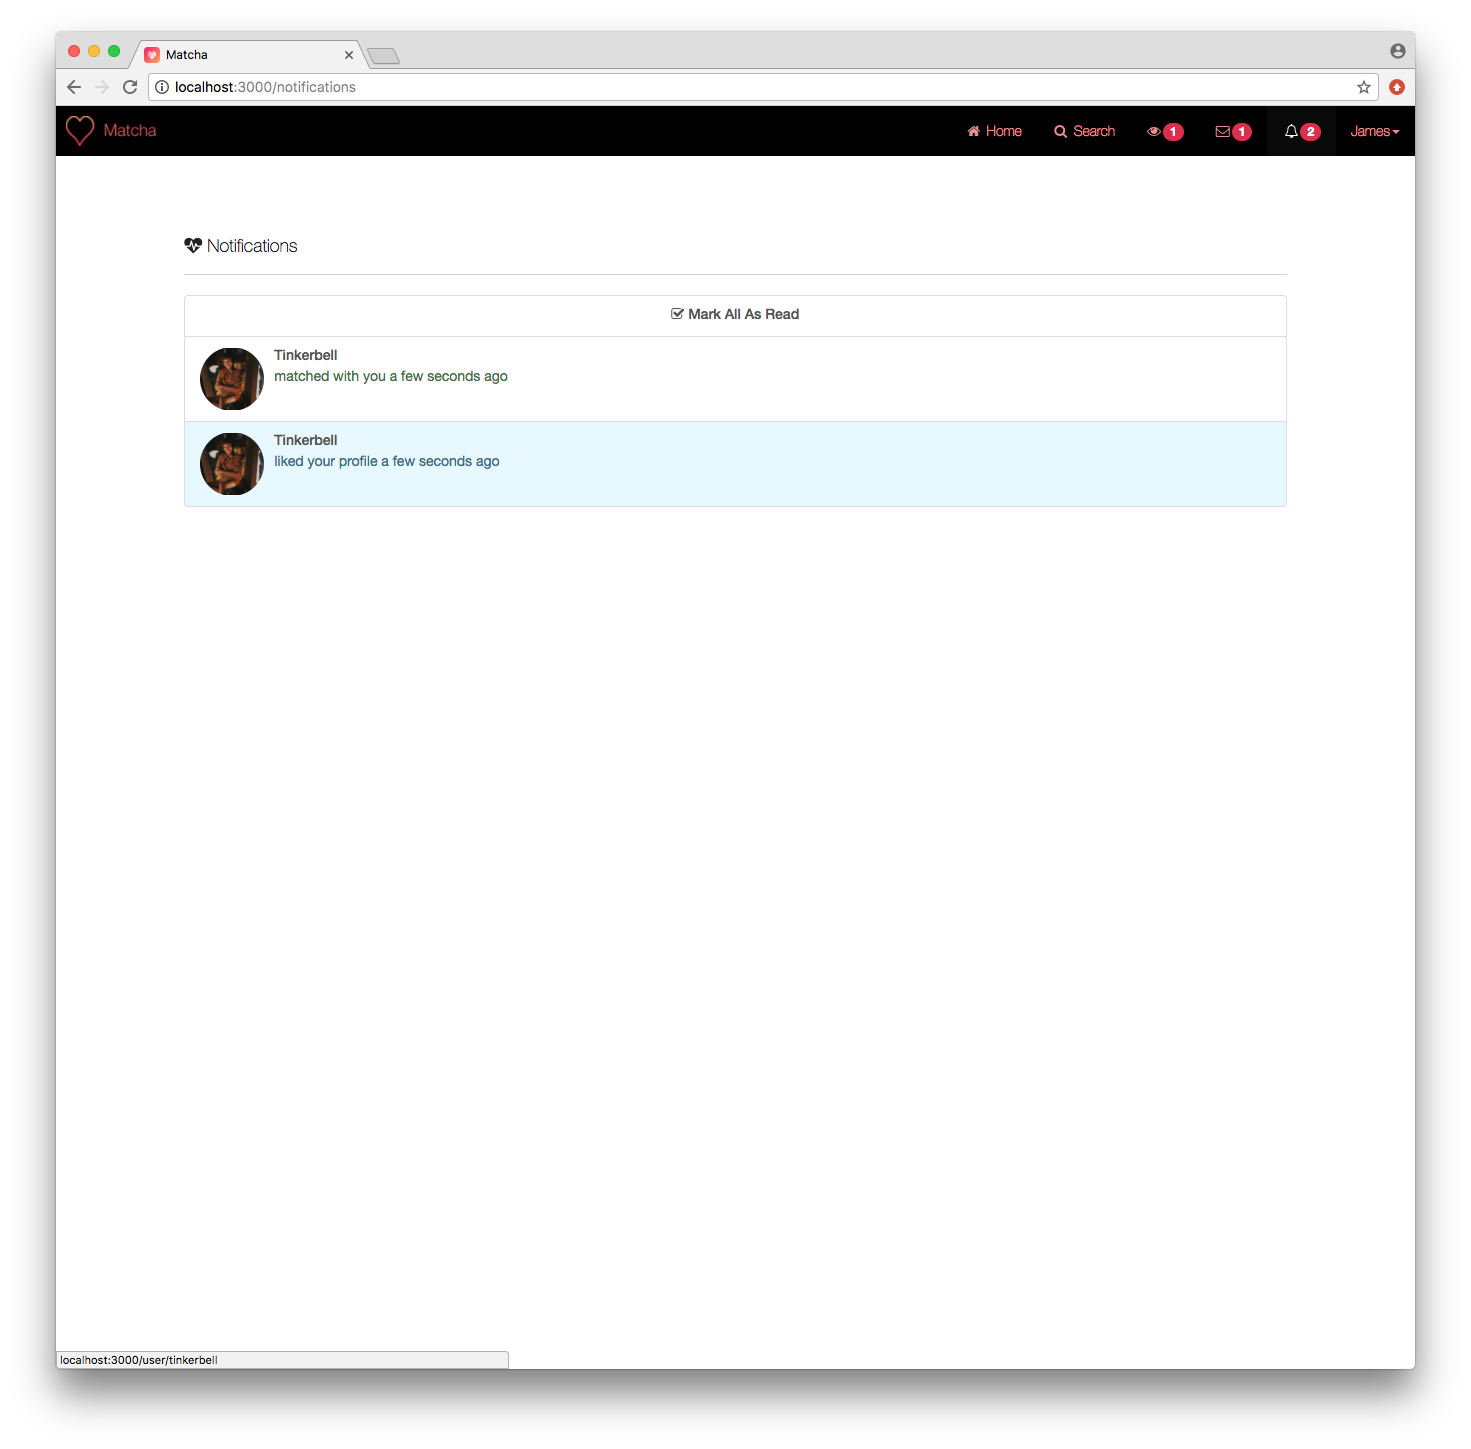 Matcha
localhost:3000/notifications
Matcha
Home
Search
1
1
2
James
Notifications
Mark All As Read
Tinkerbell
matched with you a few seconds ago
Tinkerbell
liked your profile a few seconds ago
localhost:3000/user/tinkerbell